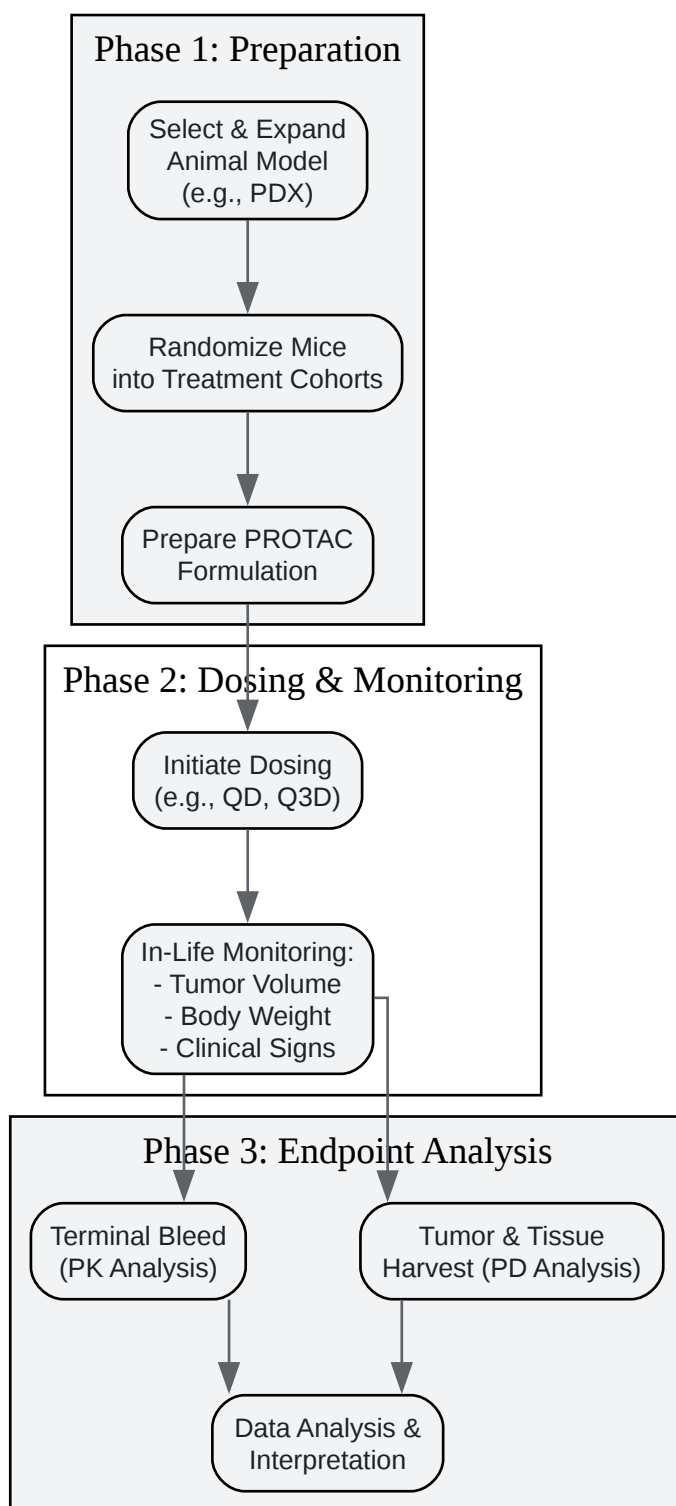 Phase 1: Preparation
Select & Expand
Animal Model
(e.g., PDX)
Randomize Mice
into Treatment Cohorts
Prepare PROTAC
Formulation
Phase 2: Dosing & Monitoring
Initiate Dosing
(e.g., QD, Q3D)
In-Life Monitoring:
- Tumor Volume
- Body Weight
- Clinical Signs
Phase 3: Endpoint Analysis
Terminal Bleed
(PK Analysis)
Tumor & Tissue
Harvest (PD Analysis)
Data Analysis &
Interpretation